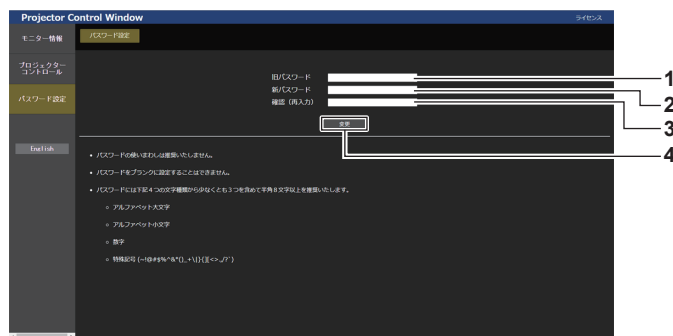 Projector Control Window
ライセンス
モニター情報
パスワード設定
プロジェクター
コントロール
パスワード設定
English
旧パスワード
新パスワード
確認（再入力）
変更
1
2
3
4
• パスワードの使いまわしは推奨いたしません。
• パスワードをブランクに設定することはできません。
• パスワードには下記４つの文字種類から少なくとも３つを含めて半角８文字以上を推奨いたします。
○ アルファベット大文字
○ アルファベット小文字
○ 数字
○ 特殊記号 (~!@#$%^&*()_+\|}{][<>.,/?`)